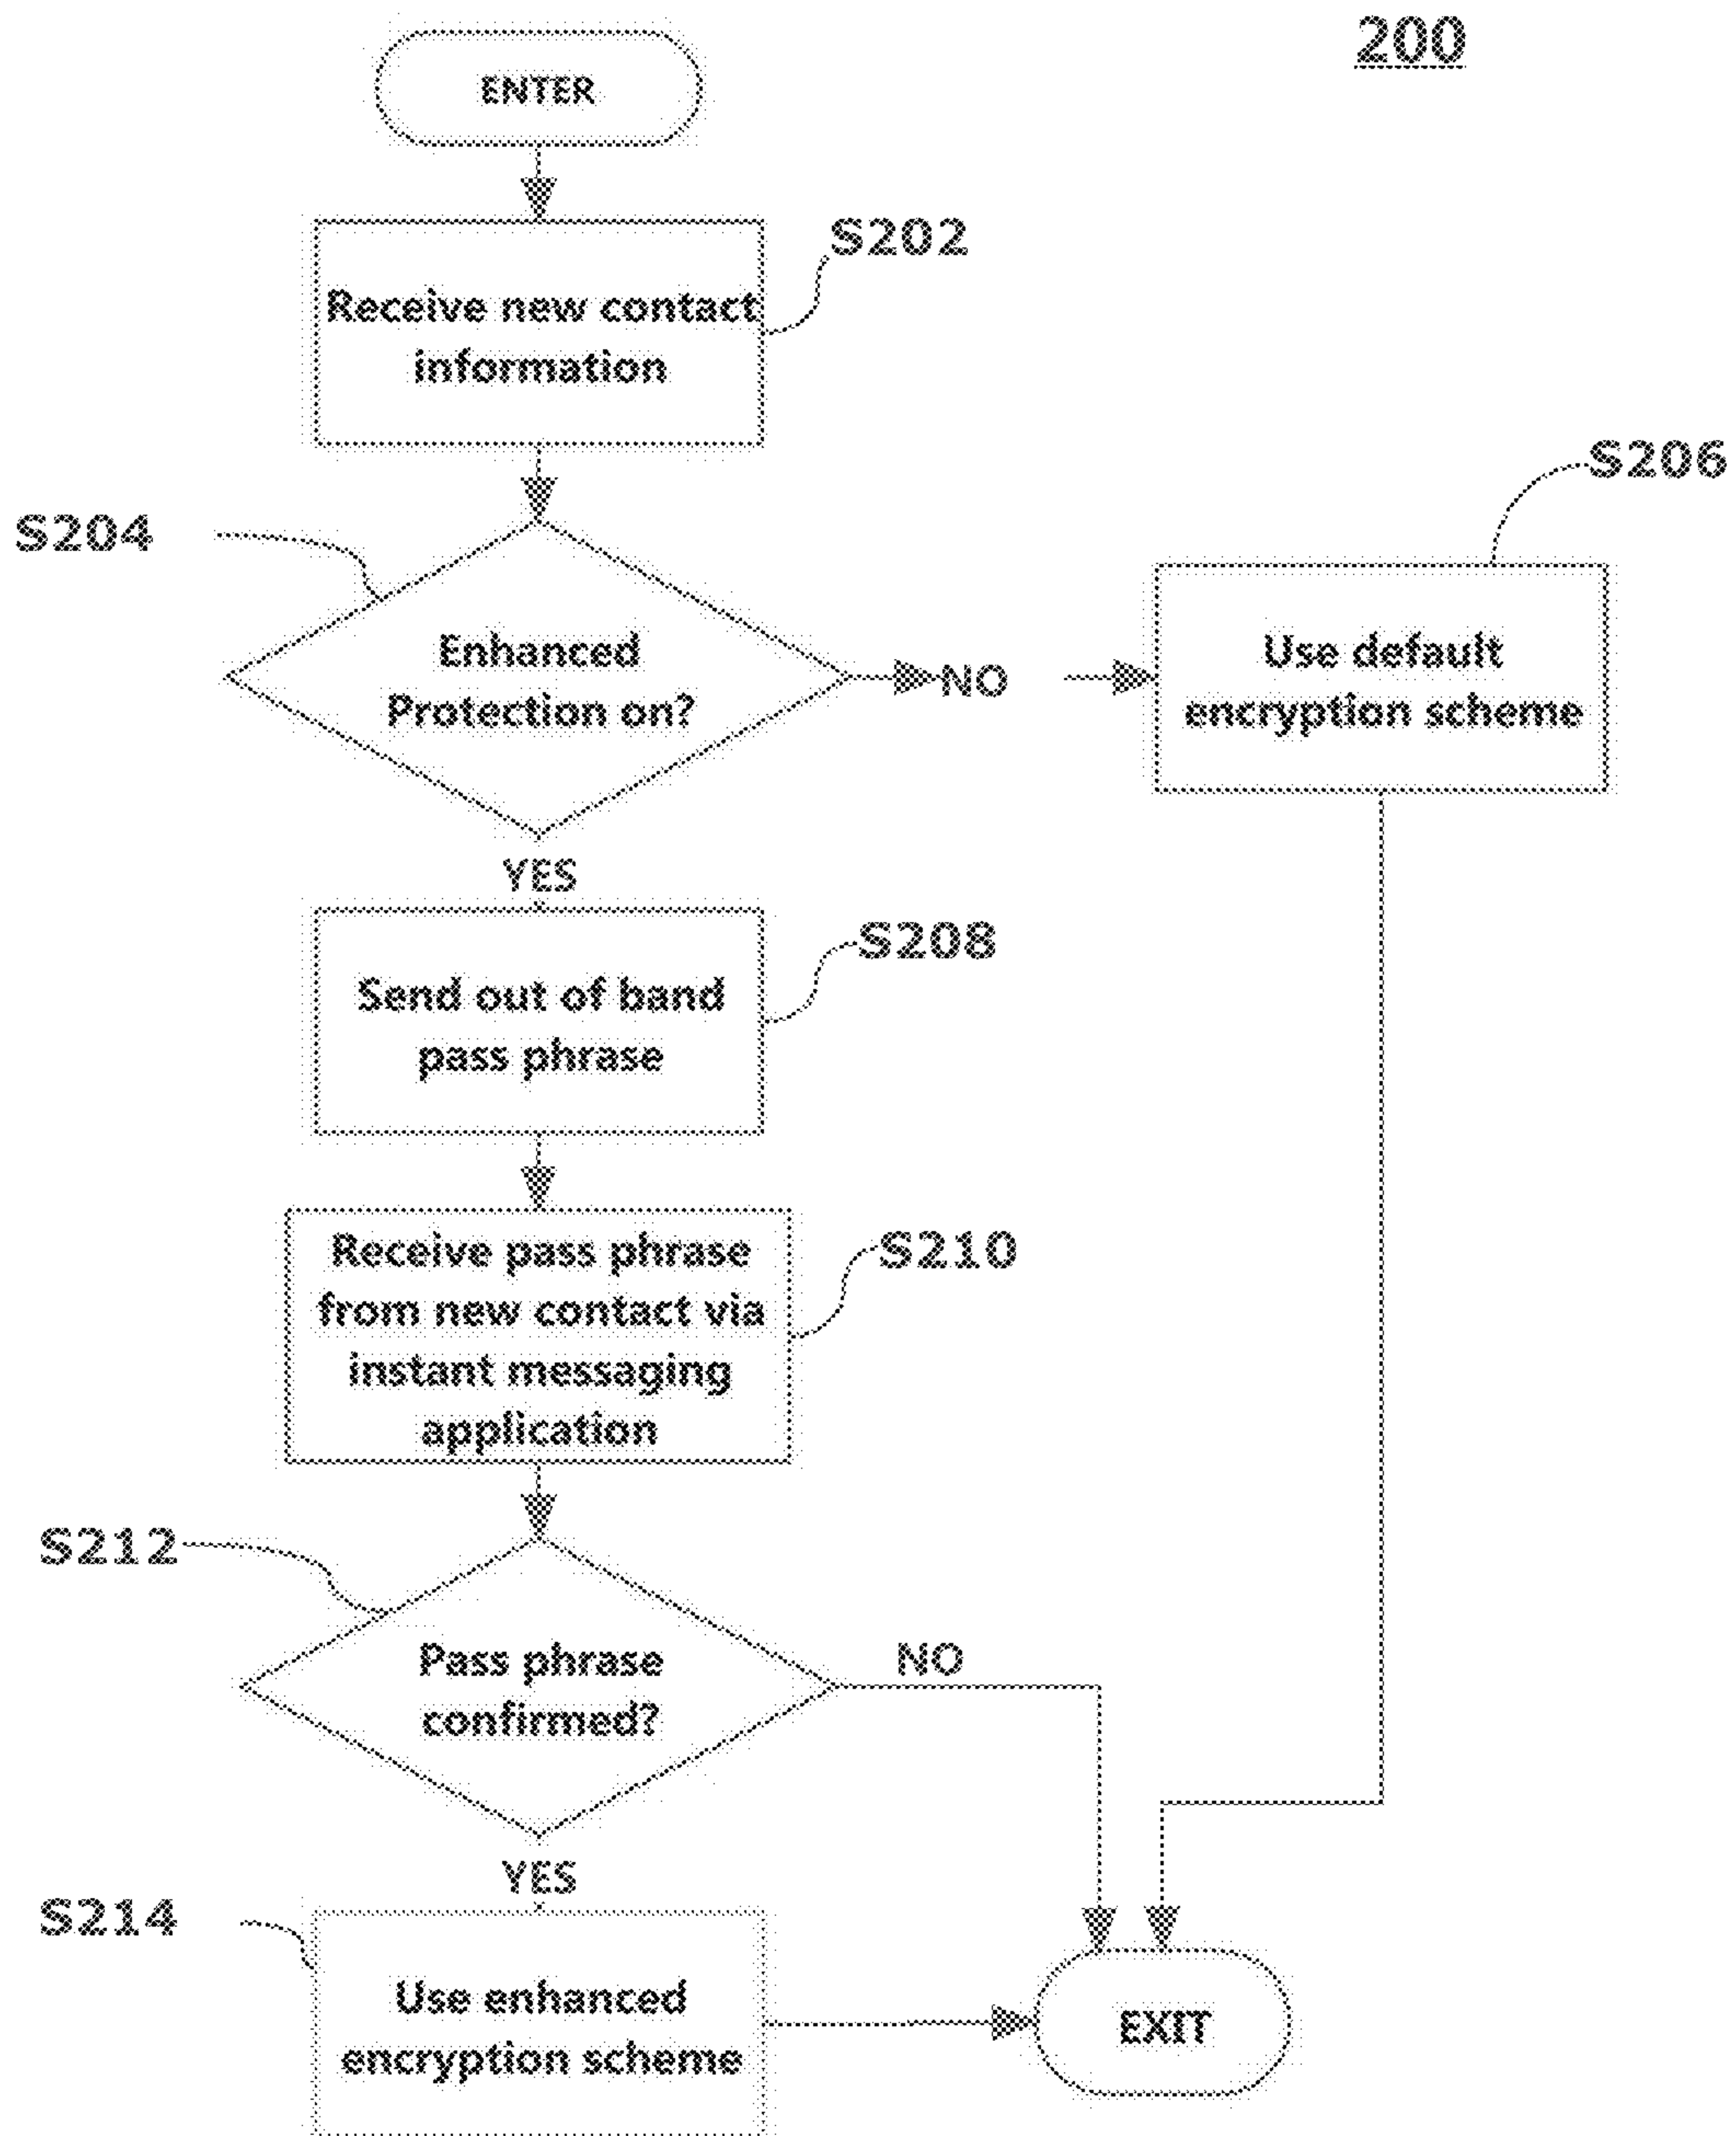 200
ENTER
S202
Receive new contact
information
S204
S206
Enhanced
Protection on?
NO
Use default
encryption scheme
YES
S208
Send out of band
pass phrase
S210
Receive pass phrase
from new contact via
instant messaging
application
S212
Pass phrase
confirmed?
NO
YES
S214
Use enhanced
encryption scheme
EXIT